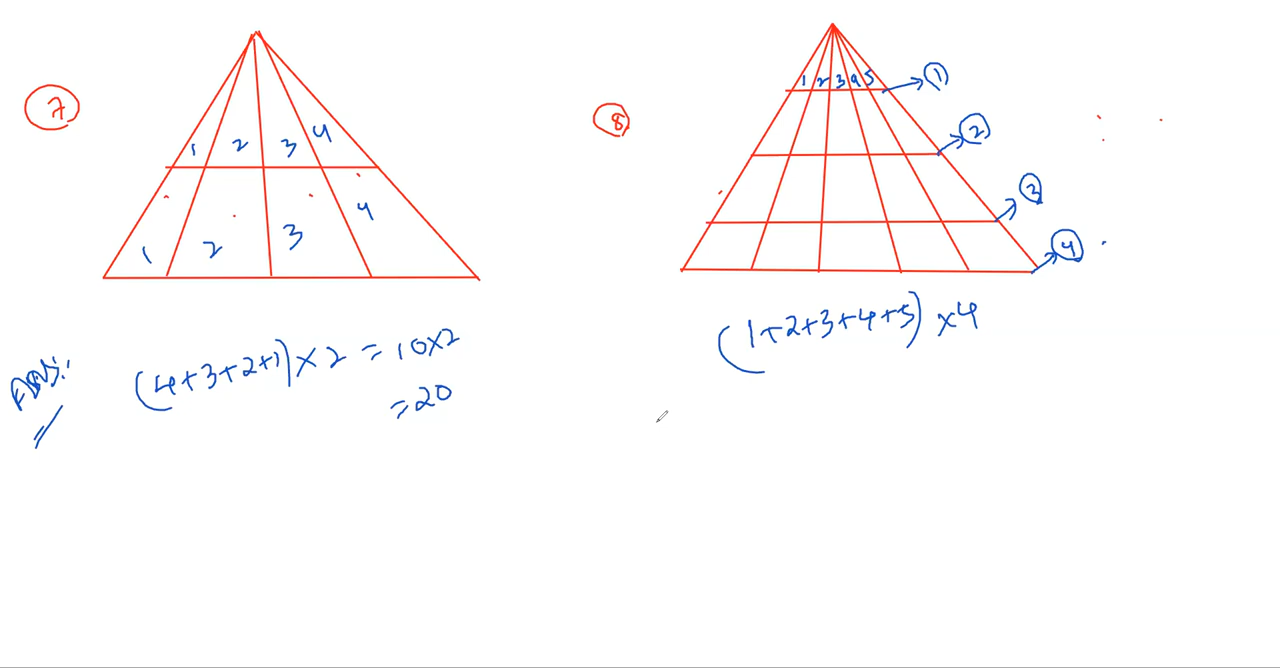 7
1 2 3 4
1 2 3 4
Ans:
(4+3+2+1) × 2 = 10×2
= 20
8
1 2 3 4 5
1
2
3
4
(1+2+3+4+5) ×4